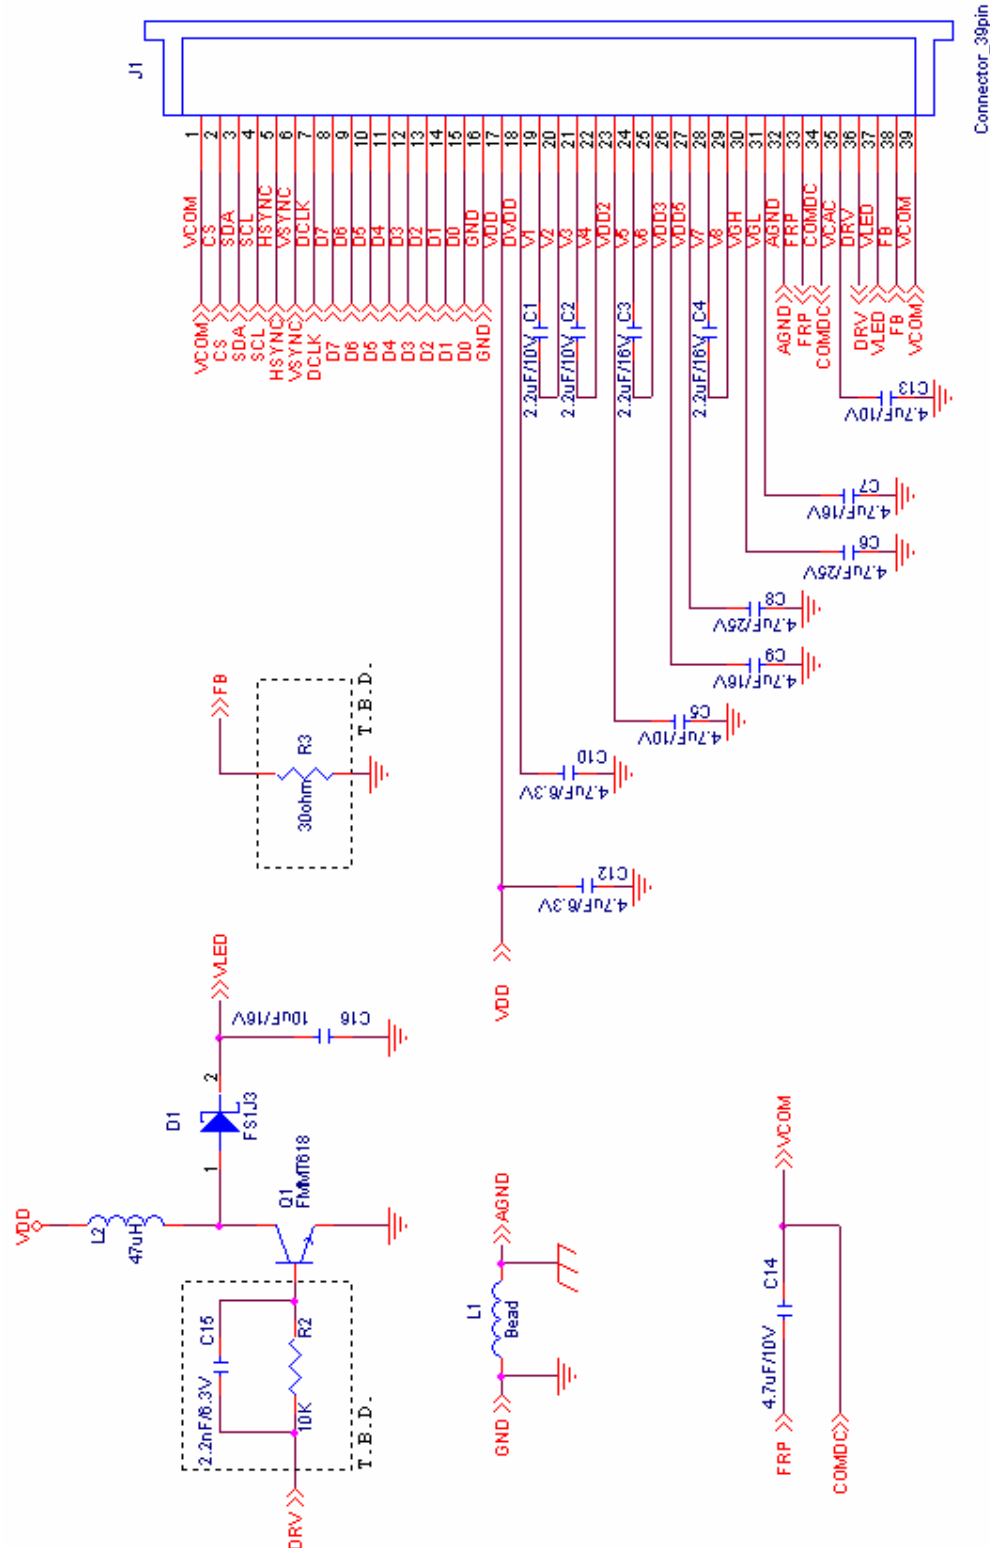 J1
Connector_39pin
1
2
3
4
5
6
7
8
9
10
11
12
13
14
15
16
17
18
19
20
21
22
23
24
25
26
27
28
29
30
31
32
33
34
35
36
37
38
39
VCOM
CS
SDA
SCL
HSYNC
VSYNC
DCLK
D7
D6
D5
D4
D3
D2
D1
D0
GND
VDD
DVDD
V1
V2
V3
V4
VDD2
V5
V6
VDD3
VDD5
V7
V8
VGH
VGL
AGND
FRP
COMDC
VCAC
DRV
VLED
FB
VCOM
VCOM
CS
SDA
SCL
HSYNC
VSYNC
DCLK
D7
D6
D5
D4
D3
D2
D1
D0
GND
2.2uF/10V C1
2.2uF/10V C2
2.2uF/16V C3
2.2uF/16V C4
AGND
FRP
COMDC
DRV
VLED
FB
VCOM
C13
4.7uF/10V
C7
4.7uF/16V
C6
4.7uF/25V
C8
4.7uF/25V
C9
4.7uF/16V
C5
4.7uF/10V
C10
4.7uF/6.3V
C12
4.7uF/6.3V
VDD
FB
R3
30ohm
T.B.D.
VLED
10uF/16V
C16
2
D1
FS1J3
1
VDD
L2
47uH
Q1
FMMT618
C15
2.2nF/6.3V
R2
10K
T.B.D.
DRV
AGND
L1
Bead
GND
VCOM
C14
4.7uF/10V
FRP
COMDC